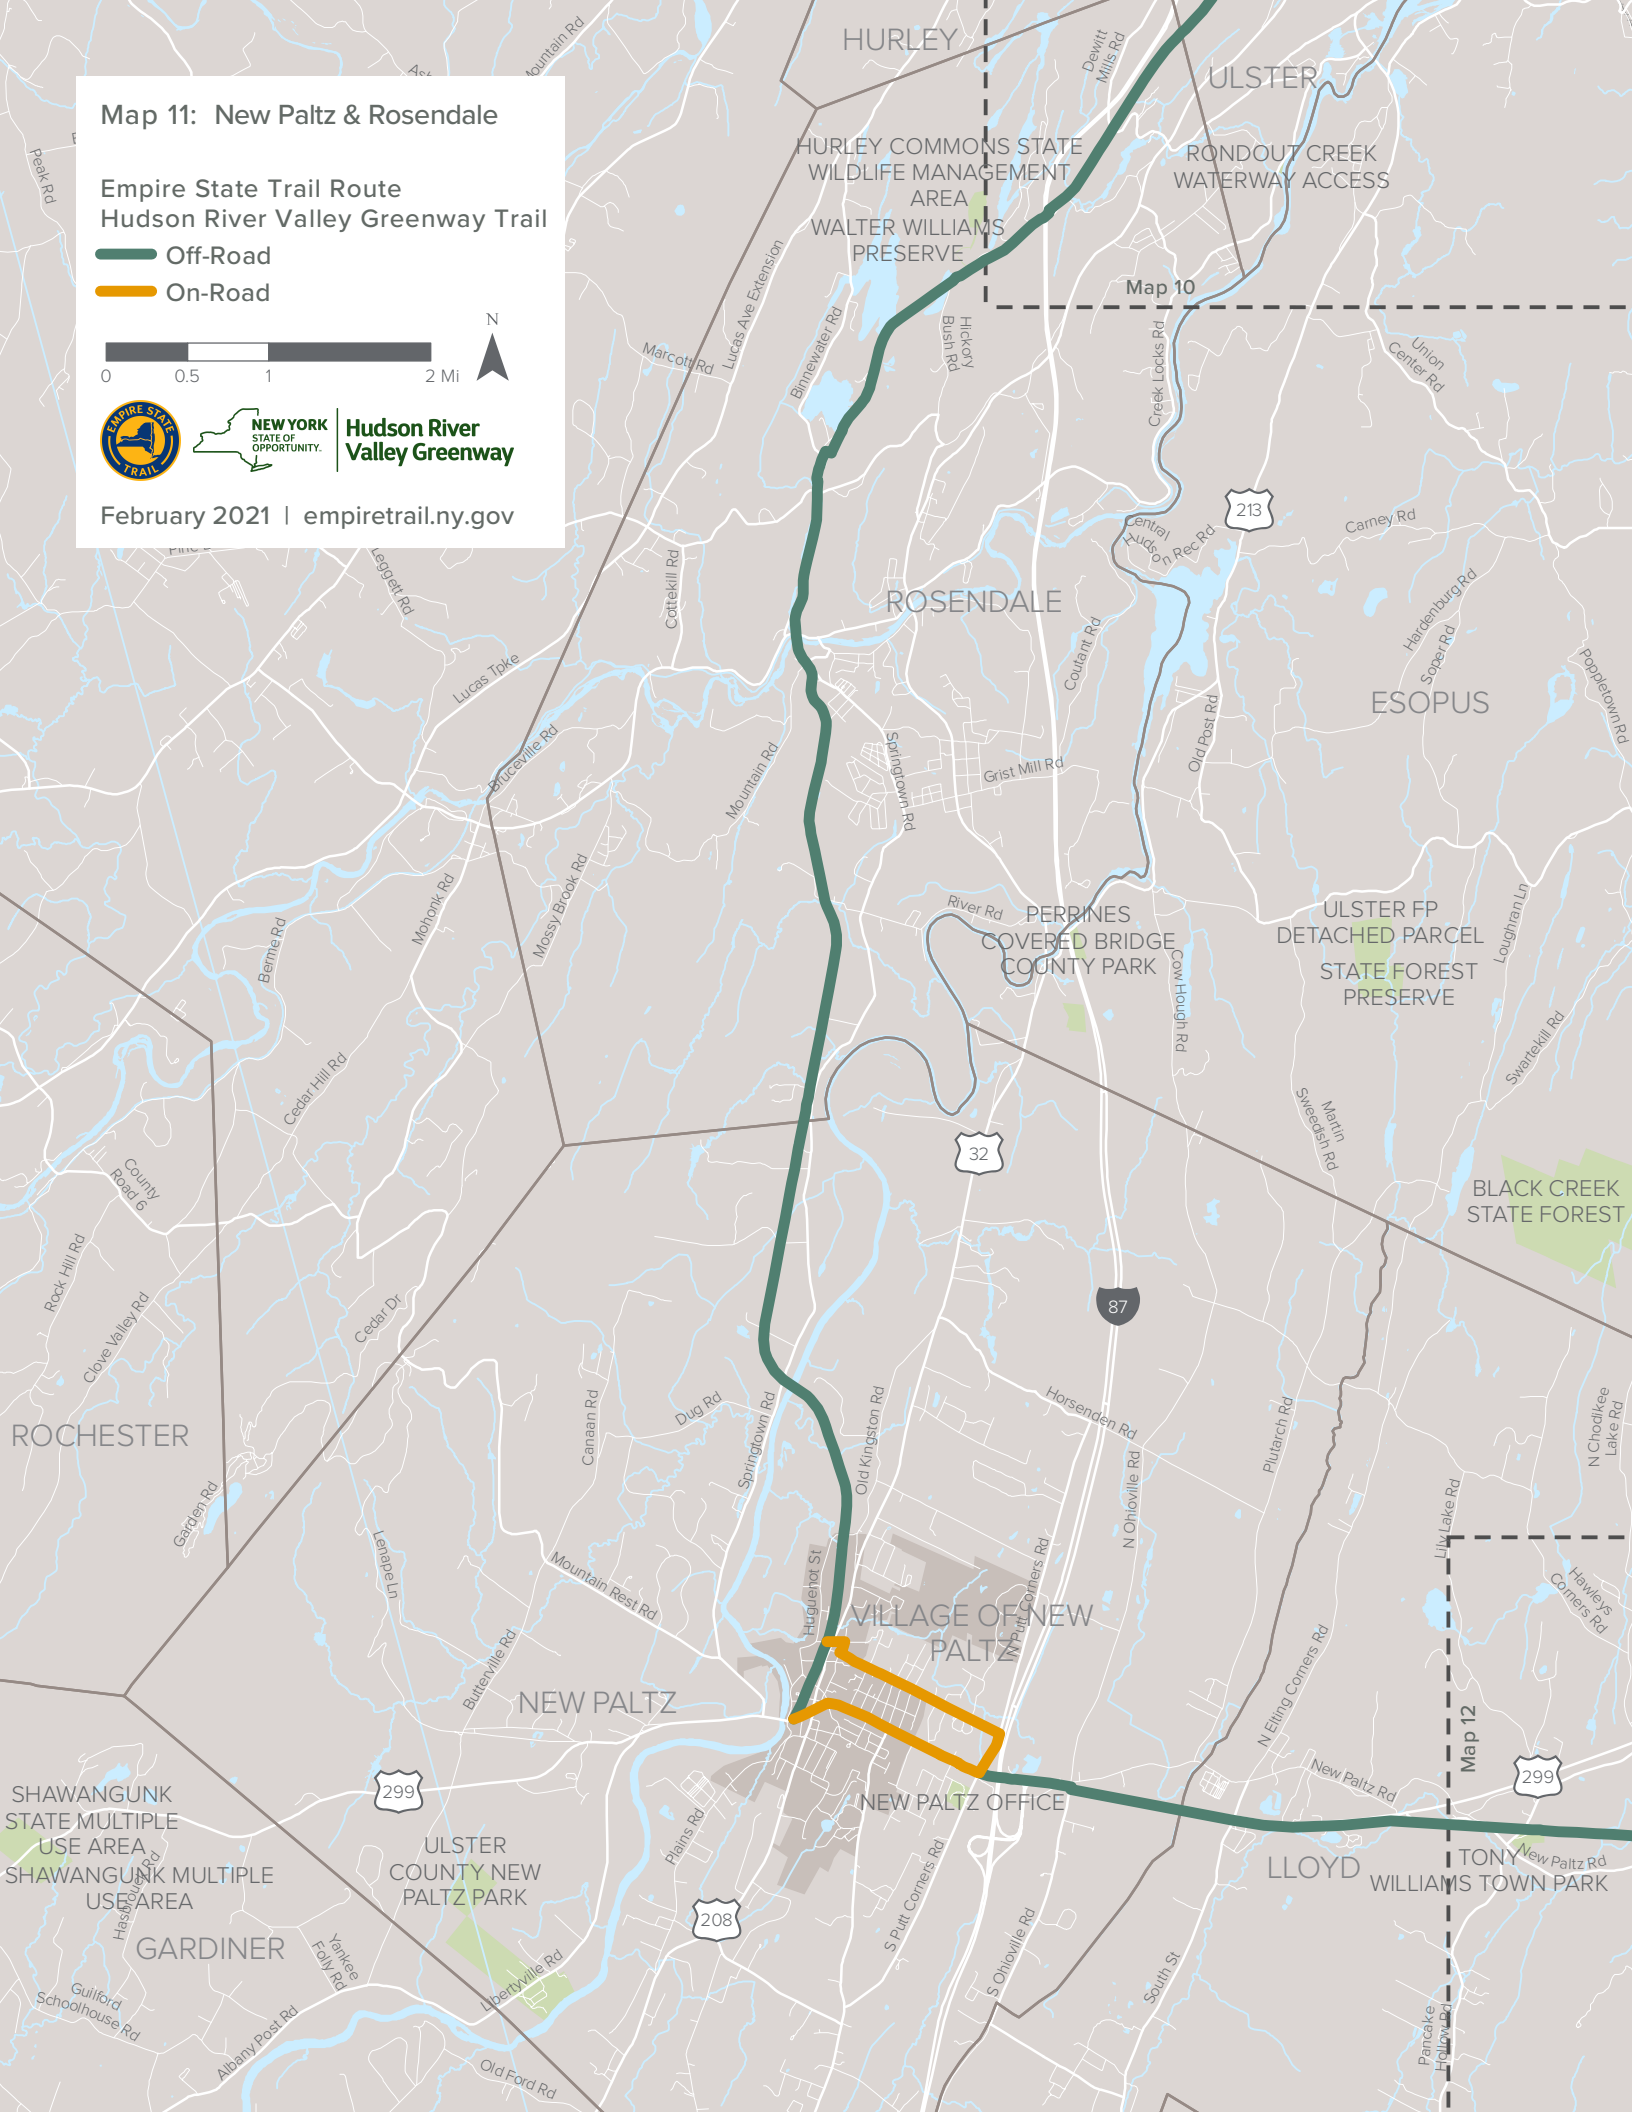 Map 11: New Paltz & Rosendale
Empire State Trail Route
Hudson River Valley Greenway Trail
Off-Road
On-Road
N
0 0.5 1 2 Mi
EMPIRE STATE
TRAIL
NEW YORK
STATE OF
OPPORTUNITY.
Hudson River
Valley Greenway
February 2021 | empiretrail.ny.gov
HURLEY
Dewitt
Mills Rd
ULSTER
Mountain Rd
Peak Rd
HURLEY COMMONS STATE
WILDLIFE MANAGEMENT
AREA
WALTER WILLIAMS
PRESERVE
RONDOUT CREEK
WATERWAY ACCESS
Map 10
Lucas Ave Extension
Marcott Rd
Binnewater Rd
Hickory
Bush Rd
Creek Locks Rd
Union
Center Rd
213
Carney Rd
Central
Hudson Rec Rd
Leggett Rd
Cottekill Rd
ROSENDALE
Coutant Rd
Hardenburg Rd
Soper Rd
Poppletown Rd
Lucas Tpke
ESOPUS
Old Post Rd
Bruceville Rd
Mountain Rd
Springtown Rd
Grist Mill Rd
Mohonk Rd
Mossy Brook Rd
River Rd
PERRINES
COVERED BRIDGE
COUNTY PARK
ULSTER FP
DETACHED PARCEL
STATE FOREST
PRESERVE
Loughran Ln
Berme Rd
Cow Hough Rd
Swartekill Rd
Cedar Hill Rd
Martin
Sweedish Rd
32
County
Road 6
BLACK CREEK
STATE FOREST
Rock Hill Rd
Clove Valley Rd
Cedar Dr
87
ROCHESTER
Canaan Rd
Dug Rd
Springtown Rd
Old Kingston Rd
Horsenden Rd
N Ohioville Rd
Plutarch Rd
N Chodikee
Lake Rd
Garden Rd
Lenape Ln
Mountain Rest Rd
Huguenot St
N Putt Corners Rd
Lily Lake Rd
Hawleys
Corners Rd
VILLAGE OF NEW
PALTZ
Butterville Rd
NEW PALTZ
N Elting Corners Rd
Map 12
299
New Paltz Rd
299
SHAWANGUNK
STATE MULTIPLE
USE AREA
SHAWANGUNK MULTIPLE
USE AREA
Hasbrouck Rd
ULSTER
COUNTY NEW
PALTZ PARK
Plains Rd
NEW PALTZ OFFICE
LLOYD
TONY
WILLIAMS TOWN PARK
New Paltz Rd
208
S Putt Corners Rd
GARDINER
Yankee
Folly Rd
Libertyville Rd
S Ohioville Rd
South St
Guilford
Schoolhouse Rd
Albany Post Rd
Old Ford Rd
Pancake
Hollow Rd